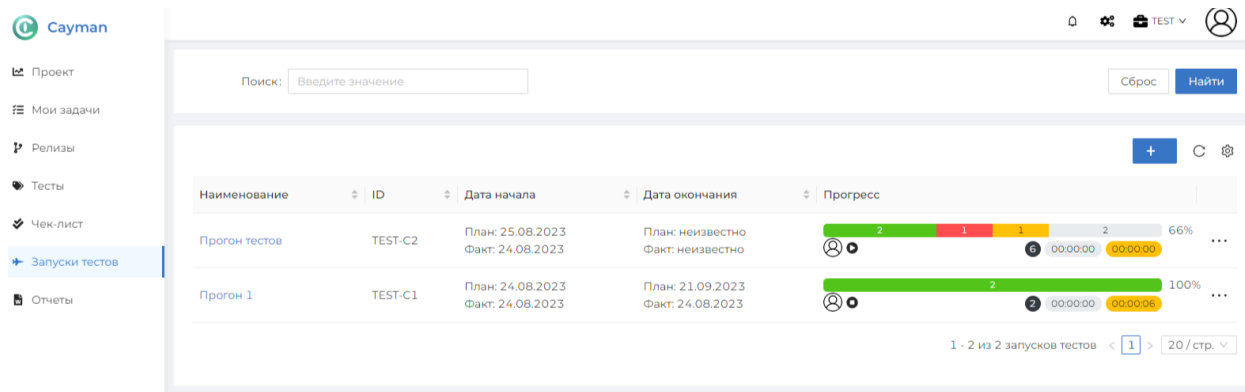 Cayman
TEST
Проект
Мои задачи
Релизы
Тесты
Чек-лист
Запуски тестов
Отчеты
Поиск: Введите значение Сброс Найти
+
Наименование ID Дата начала Дата окончания Прогресс
Прогон тестов TEST-C2 План: 25.08.2023 План: неизвестно 2 1 1 2 66%
Факт: 24.08.2023 Факт: неизвестно 6 00:00:00 00:00:00 ...
Прогон 1 TEST-C1 План: 24.08.2023 План: 21.09.2023 2 100%
Факт: 24.08.2023 Факт: 24.08.2023 2 00:00:00 00:00:06 ...
1 - 2 из 2 запусков тестов < 1 > 20 / стр.